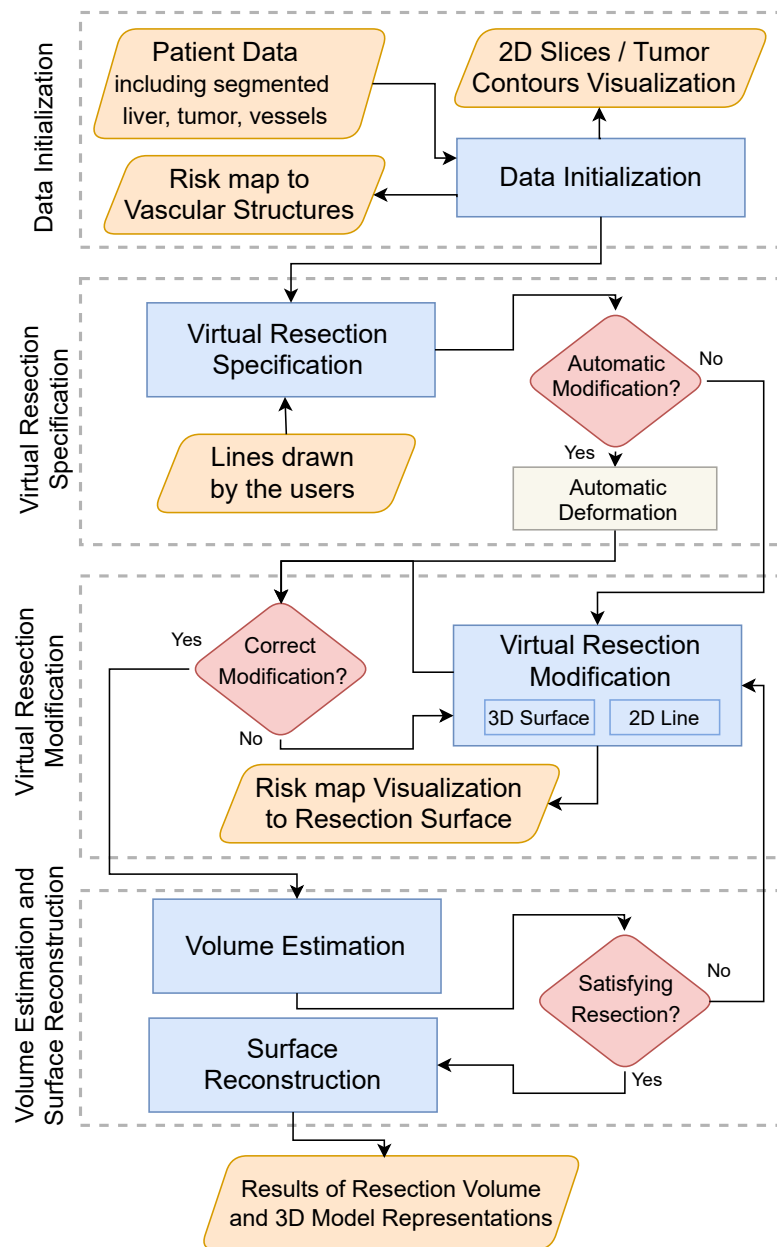 Data Initialization
Patient Data
including segmented
liver, tumor, vessels
2D Slices / Tumor
Contours Visualization
Data Initialization
Risk map to
Vascular Structures
Virtual Resection
Specification
Virtual Resection
Specification
Automatic
Modification?
No
Yes
Lines drawn
by the users
Automatic
Deformation
Virtual Resection
Modification
Yes
Correct
Modification?
No
Virtual Resection
Modification
3D Surface
2D Line
Risk map Visualization
to Resection Surface
Volume Estimation and
Surface Reconstruction
Volume Estimation
Satisfying
Resection?
No
Yes
Surface
Reconstruction
Results of Resection Volume
and 3D Model Representations